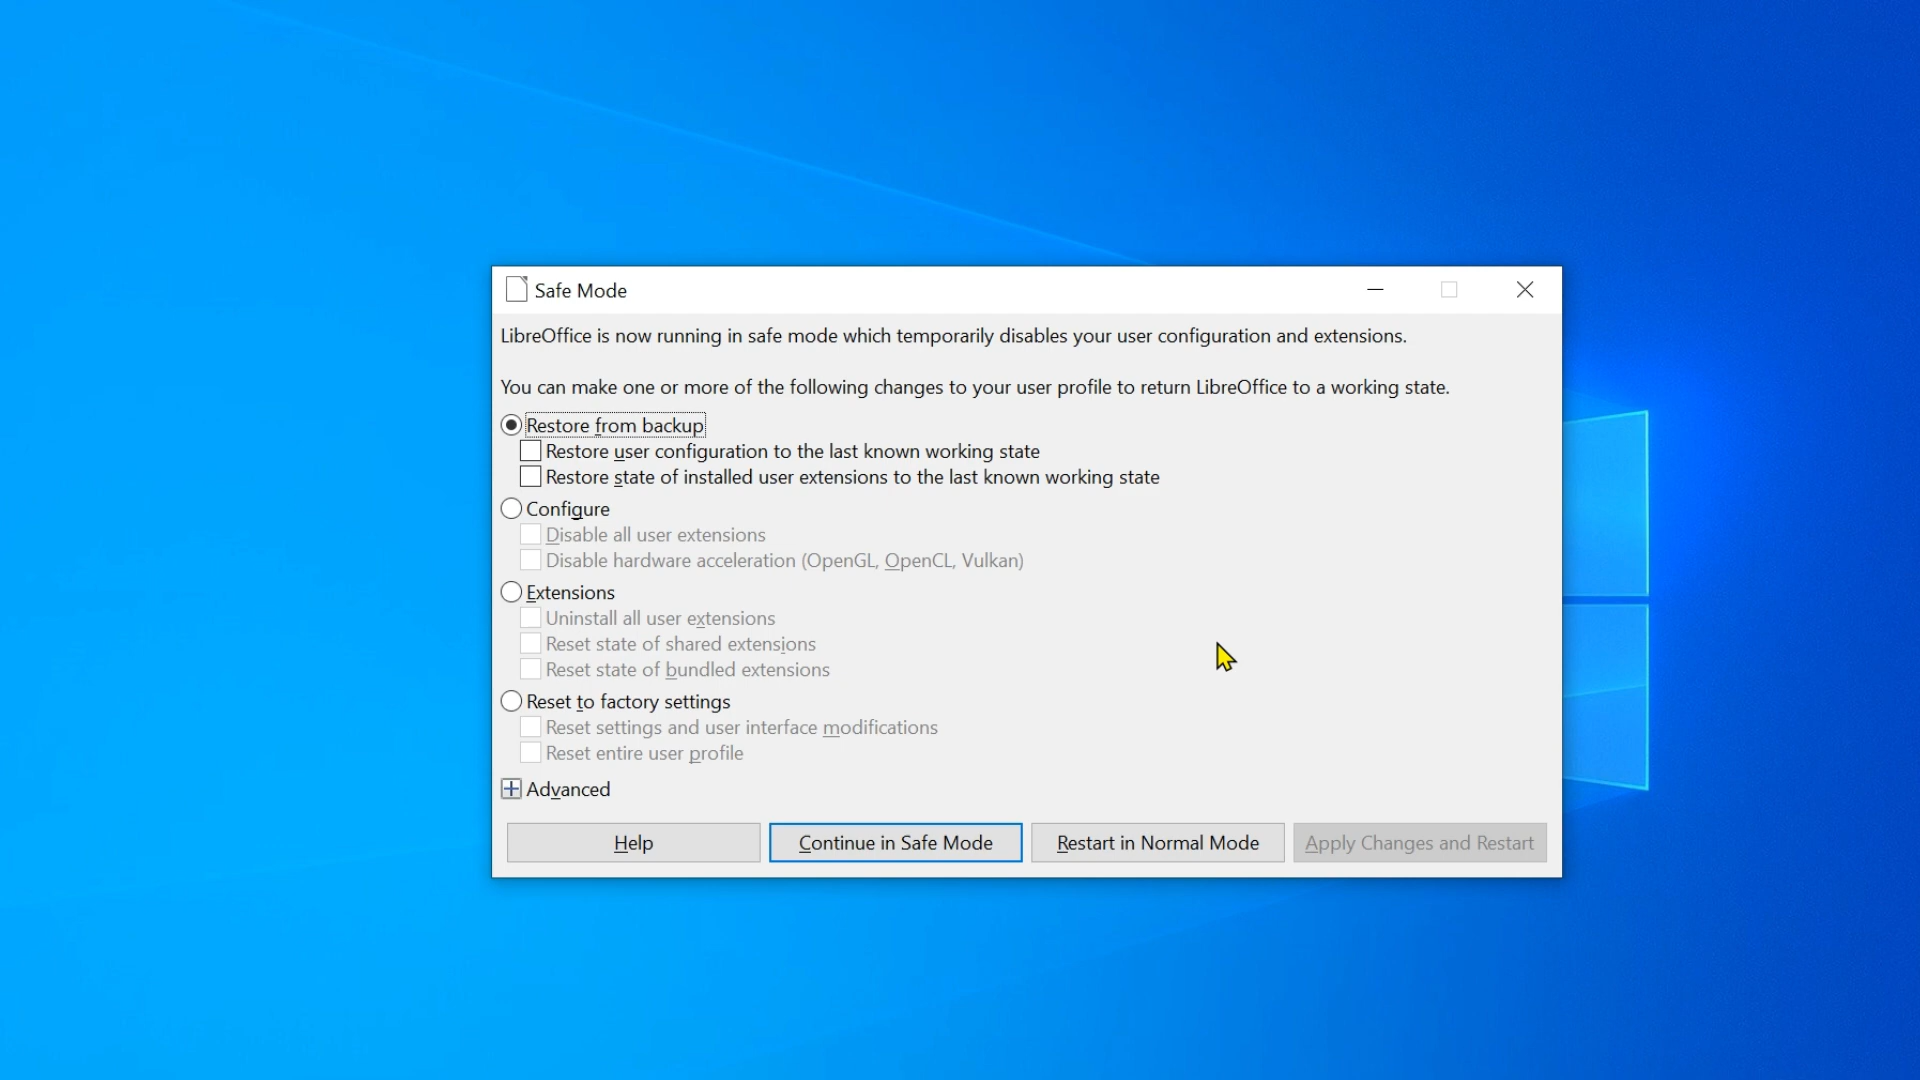 Safe Mode
LibreOffice is now running in safe mode which temporarily disables your user configuration and extensions.
You can make one or more of the following changes to your user profile to return LibreOffice to a working state.
Restore from backup
Restore user configuration to the last known working state
Restore state of installed user extensions to the last known working state
Configure
Disable all user extensions
Disable hardware acceleration (OpenGL, OpenCL, Vulkan)
Extensions
Uninstall all user extensions
Reset state of shared extensions
Reset state of bundled extensions
Reset to factory settings
Reset settings and user interface modifications
Reset entire user profile
Advanced
Help Continue in Safe Mode Restart in Normal Mode Apply Changes and Restart